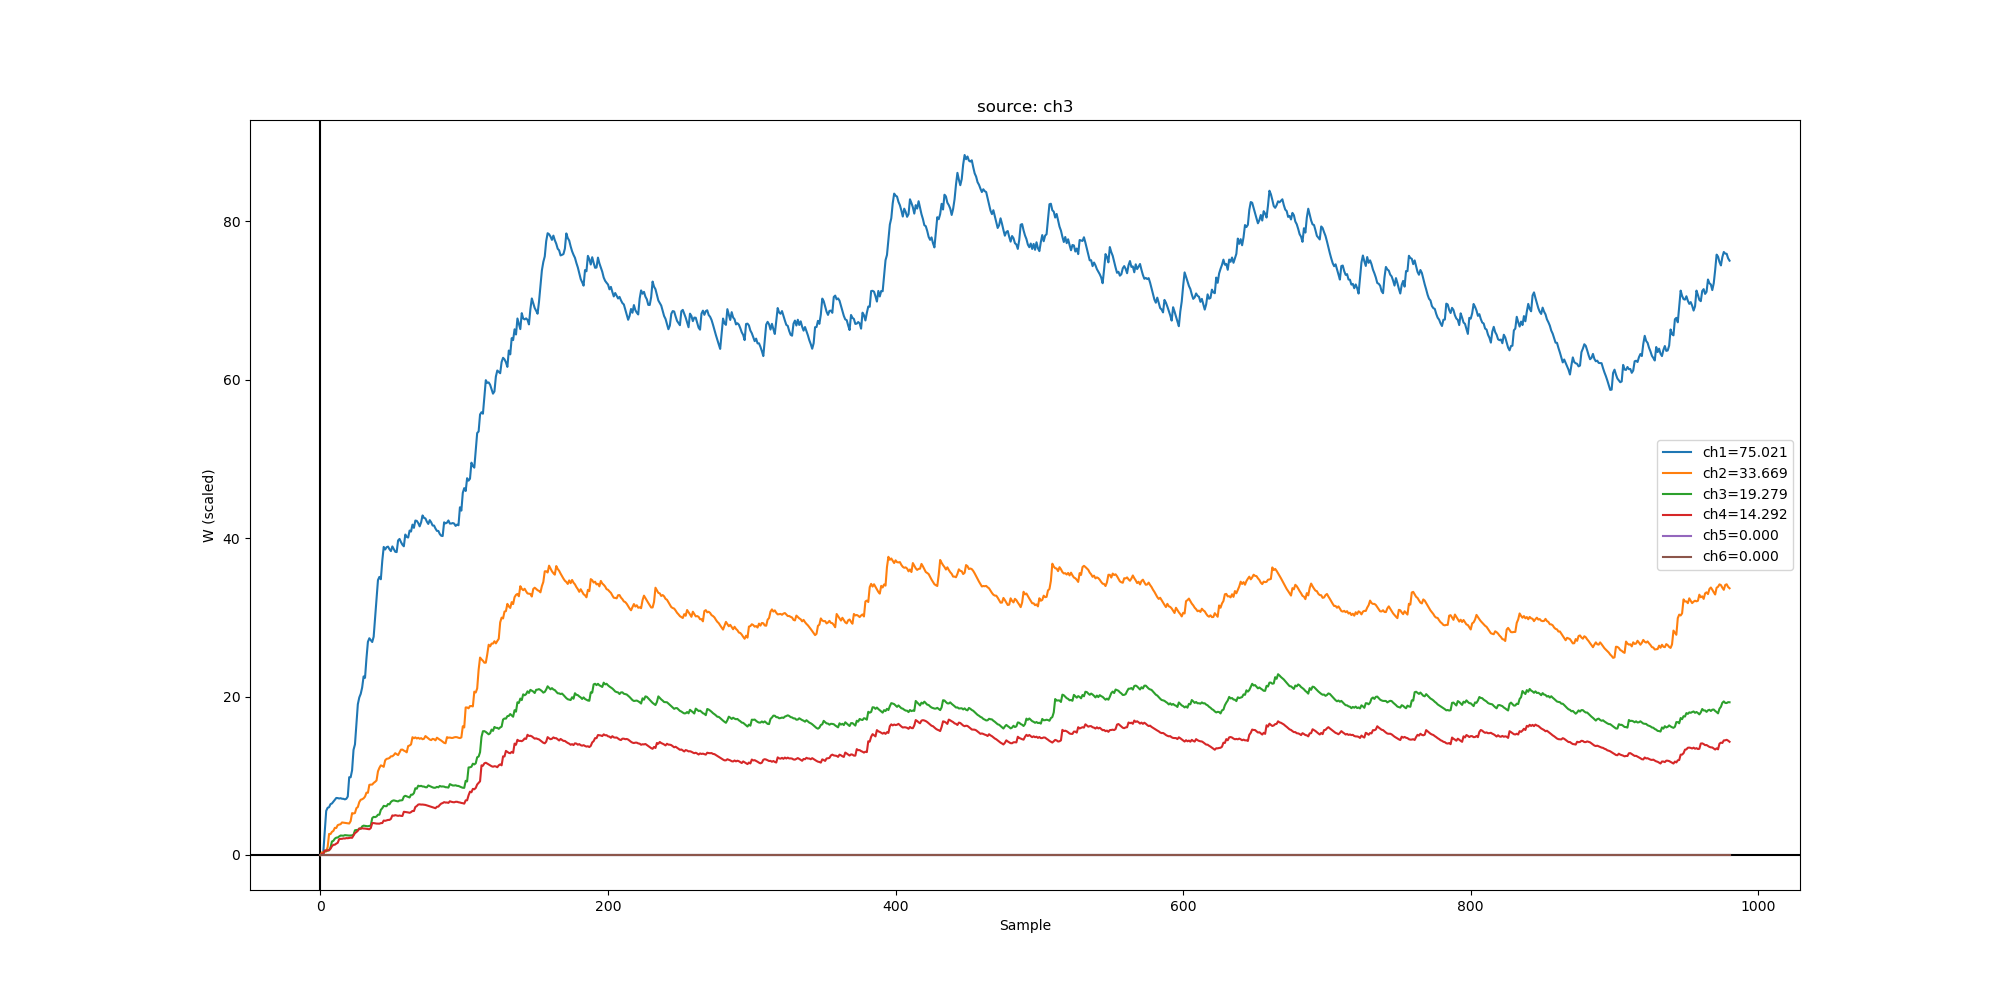 source: ch3
W (scaled)
80
60
40
20
0
ch1=75.021
ch2=33.669
ch3=19.279
ch4=14.292
ch5=0.000
ch6=0.000
0 200 400 600 800 1000
Sample